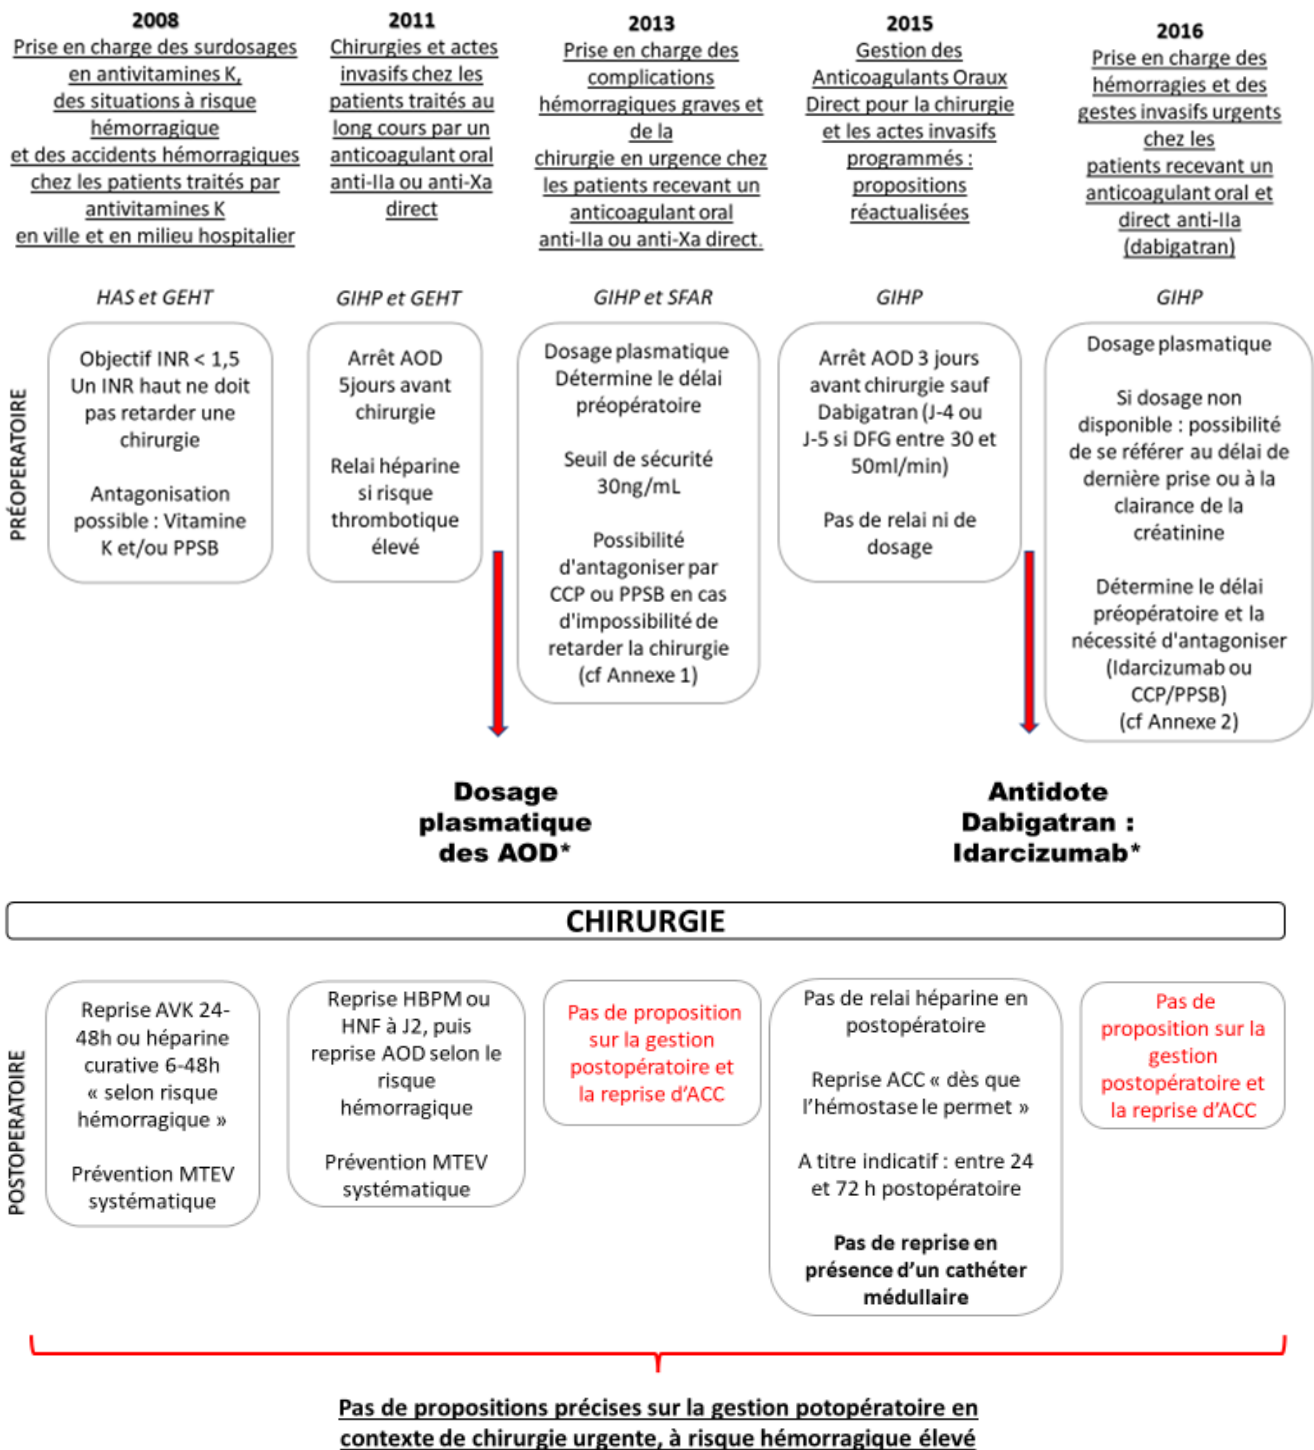 2008
Prise en charge des surdosages
en antivitamines K,
des situations à risque
hémorragique
et des accidents hémorragiques
chez les patients traités par
antivitamines K
en ville et en milieu hospitalier
HAS et GEHT
2011
Chirurgies et actes
invasifs chez les
patients traités au
long cours par un
anticoagulant oral
anti-IIa ou anti-Xa
direct
GIHP et GEHT
2013
Prise en charge des
complications
hémorragiques graves et
de la
chirurgie en urgence chez
les patients recevant un
anticoagulant oral
anti-IIa ou anti-Xa direct.
GIHP et SFAR
2015
Gestion des
Anticoagulants Oraux
Direct pour la chirurgie
et les actes invasifs
programmés :
propositions
réactualisées
GIHP
2016
Prise en charge des
hémorragies et des
gestes invasifs urgents
chez les
patients recevant un
anticoagulant oral et
direct anti-IIa
(dabigatran)
GIHP
PRÉOPERATOIRE
Objectif INR < 1,5
Un INR haut ne doit
pas retarder une
chirurgie
Antagonisation
possible : Vitamine
K et/ou PPSB
Arrêt AOD
5jours avant
chirurgie
Relai héparine
si risque
thrombotique
élevé
Dosage plasmatique
Détermine le délai
préopératoire
Seuil de sécurité
30ng/mL
Possibilité
d'antagoniser par
CCP ou PPSB en cas
d'impossibilité de
retarder la chirurgie
(cf Annexe 1)
Arrêt AOD 3 jours
avant chirurgie sauf
Dabigatran (J-4 ou
J-5 si DFG entre 30 et
50ml/min)
Pas de relai ni de
dosage
Dosage plasmatique
Si dosage non
disponible : possibilité
de se référer au délai de
dernière prise ou à la
clairance de la
créatinine
Détermine le délai
préopératoire et la
nécessité d'antagoniser
(Idarcizumab ou
CCP/PPSB)
(cf Annexe 2)
Dosage
plasmatique
des AOD*
Antidote
Dabigatran :
Idarcizumab*
CHIRURGIE
POSTOPERATOIRE
Reprise AVK 24-
48h ou héparine
curative 6-48h
« selon risque
hémorragique »
Prévention MTEV
systématique
Reprise HBPM ou
HNF à J2, puis
reprise AOD selon le
risque
hémorragique
Prévention MTEV
systématique
Pas de proposition
sur la gestion
postopératoire et
la reprise d'ACC
Pas de relai héparine en
postopératoire
Reprise ACC « dès que
l'hémostase le permet »
A titre indicatif : entre 24
et 72 h postopératoire
Pas de reprise en
présence d'un cathéter
médullaire
Pas de
proposition sur la
gestion
postopératoire et
la reprise d'ACC
Pas de propositions précises sur la gestion potopératoire en
contexte de chirurgie urgente, à risque hémorragique élevé